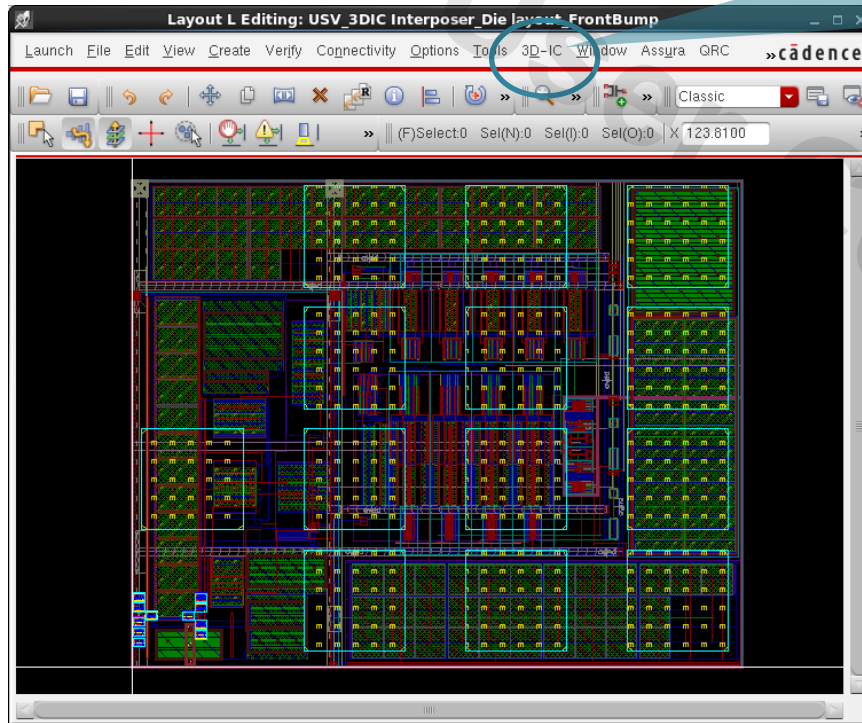 Layout L Editing: USV_3DIC Interposer_Die layout_FrontBump
Launch File Edit View Create Verify Connectivity Options Tools 3D-IC Window Assura QRC »cādence
» » » Classic
» (F)Select:0 Sel(N):0 Sel(I):0 Sel(O):0 X 123.8100